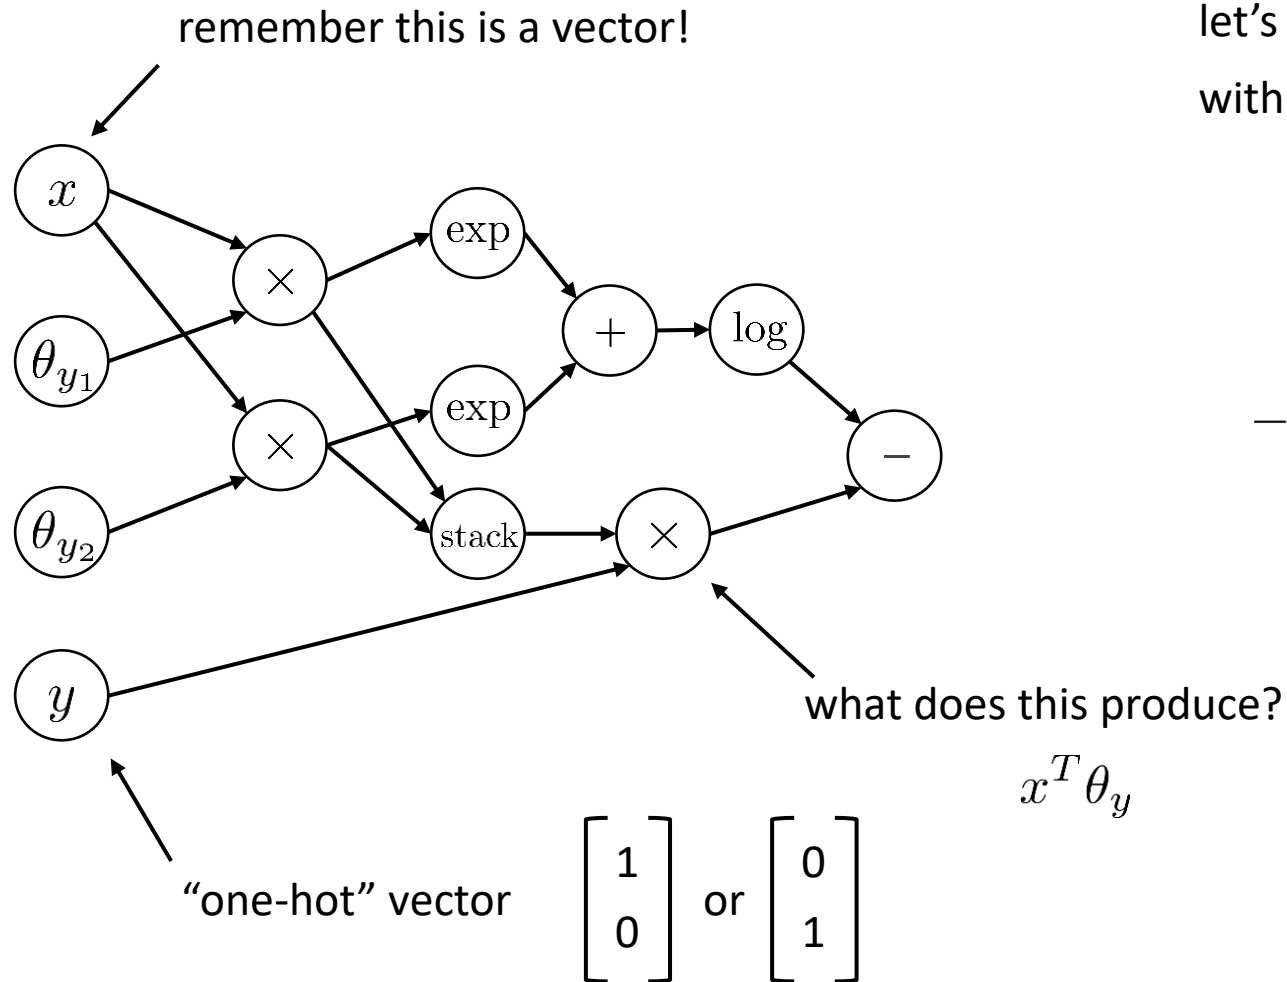 remember this is a vector!
let’s
with
x
exp
×
+
log
θ_{y_1}
exp
×
−
−
θ_{y_2}
stack
×
y
what does this produce?
x^T θ_y
“one-hot” vector [1 0] or [0 1]